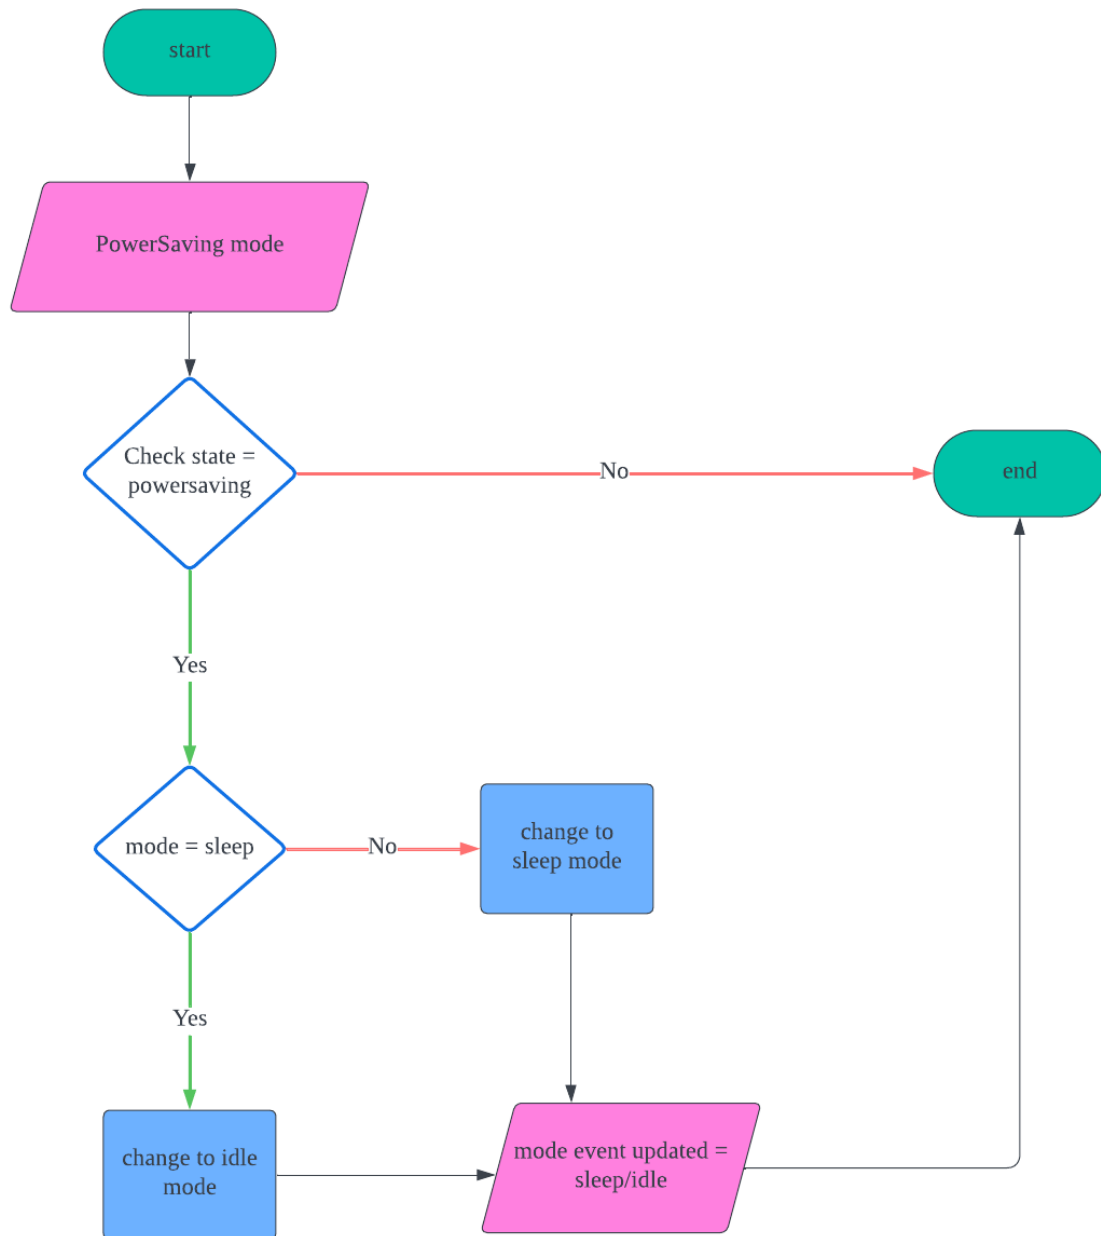 start
PowerSaving mode
Check state =
powersaving
No
end
Yes
mode = sleep
No
change to
sleep mode
Yes
change to idle
mode
mode event updated =
sleep/idle